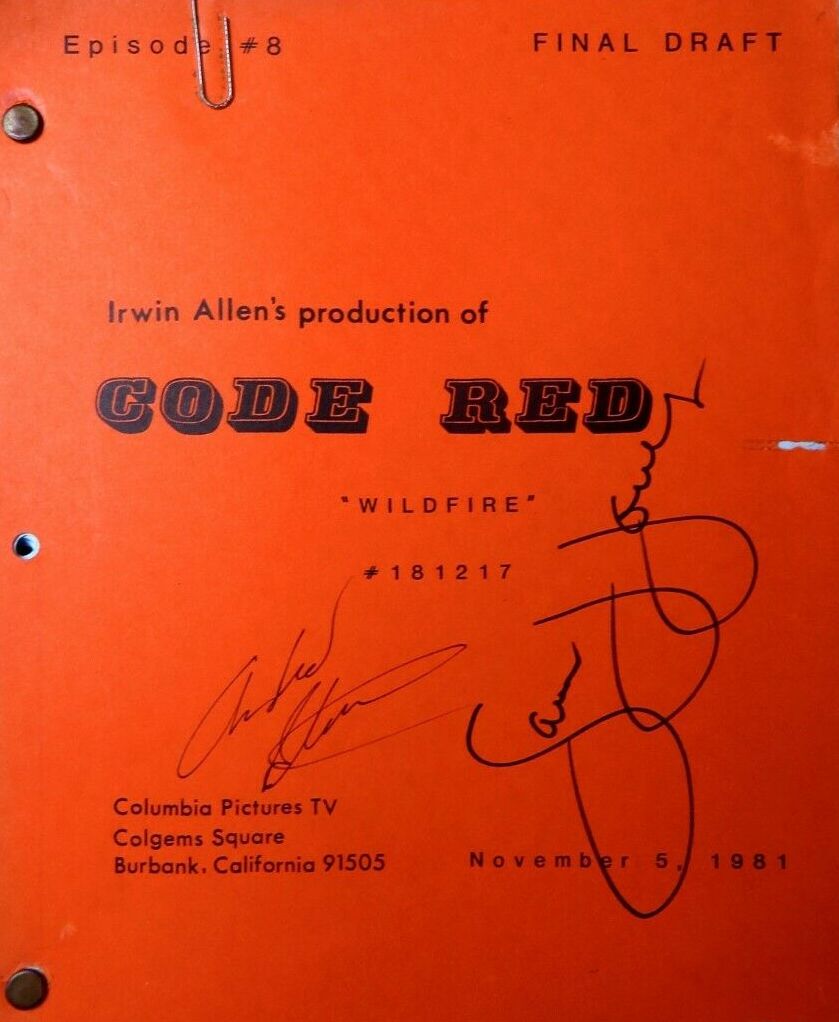 Episode #8
FINAL DRAFT
Irwin Allen's production of
CODE RED
"WILDFIRE"
#181217
Columbia Pictures TV
Colgems Square
Burbank, California 91505
November 5, 1981